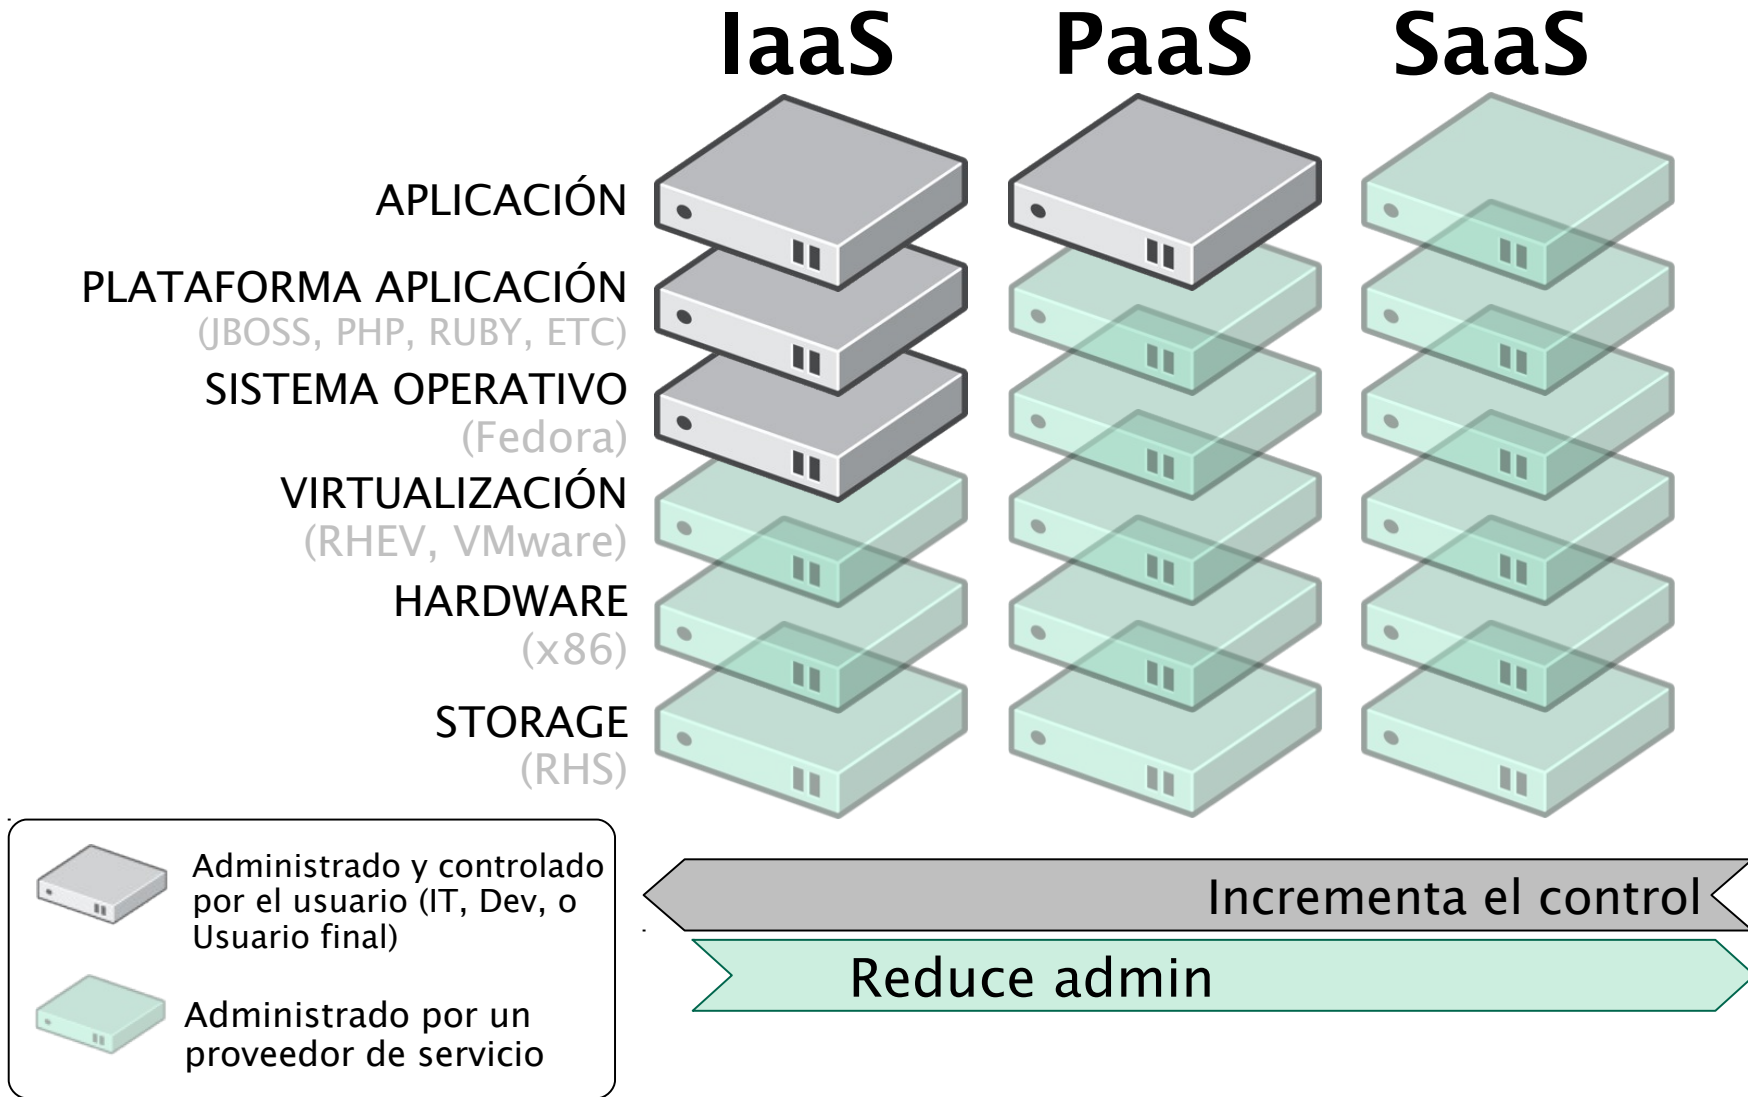 IaaS PaaS SaaS
APLICACIÓN
PLATAFORMA APLICACIÓN
(JBOSS, PHP, RUBY, ETC)
SISTEMA OPERATIVO
(Fedora)
VIRTUALIZACIÓN
(RHEV, VMware)
HARDWARE
(x86)
STORAGE
(RHS)
Administrado y controlado
por el usuario (IT, Dev, o
Usuario final)
Administrado por un
proveedor de servicio
Incrementa el control
Reduce admin